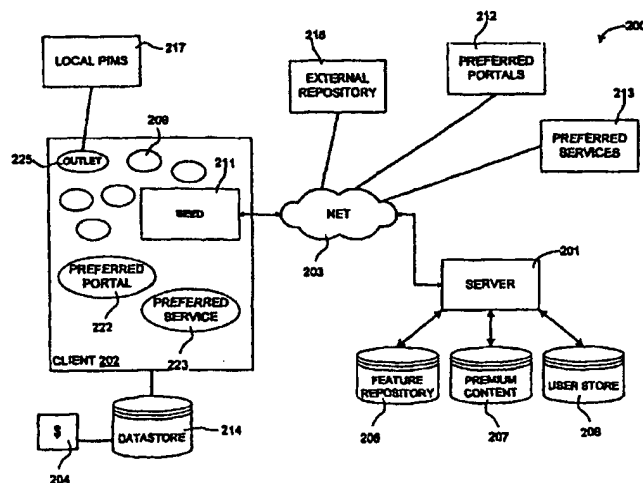 LOCAL PIMS
217
216
EXTERNAL
REPOSITORY
212
PREFERRED
PORTALS
200
213
PREFERRED
SERVICES
225
OUTLET
209
211
SEED
NET
203
201
SERVER
PREFERRED
PORTAL
222
PREFERRED
SERVICE
223
CLIENT 202
FEATURE
REPOSITORY
206
PREMIUM
CONTENT
207
USER STORE
208
$
204
DATASTORE
214